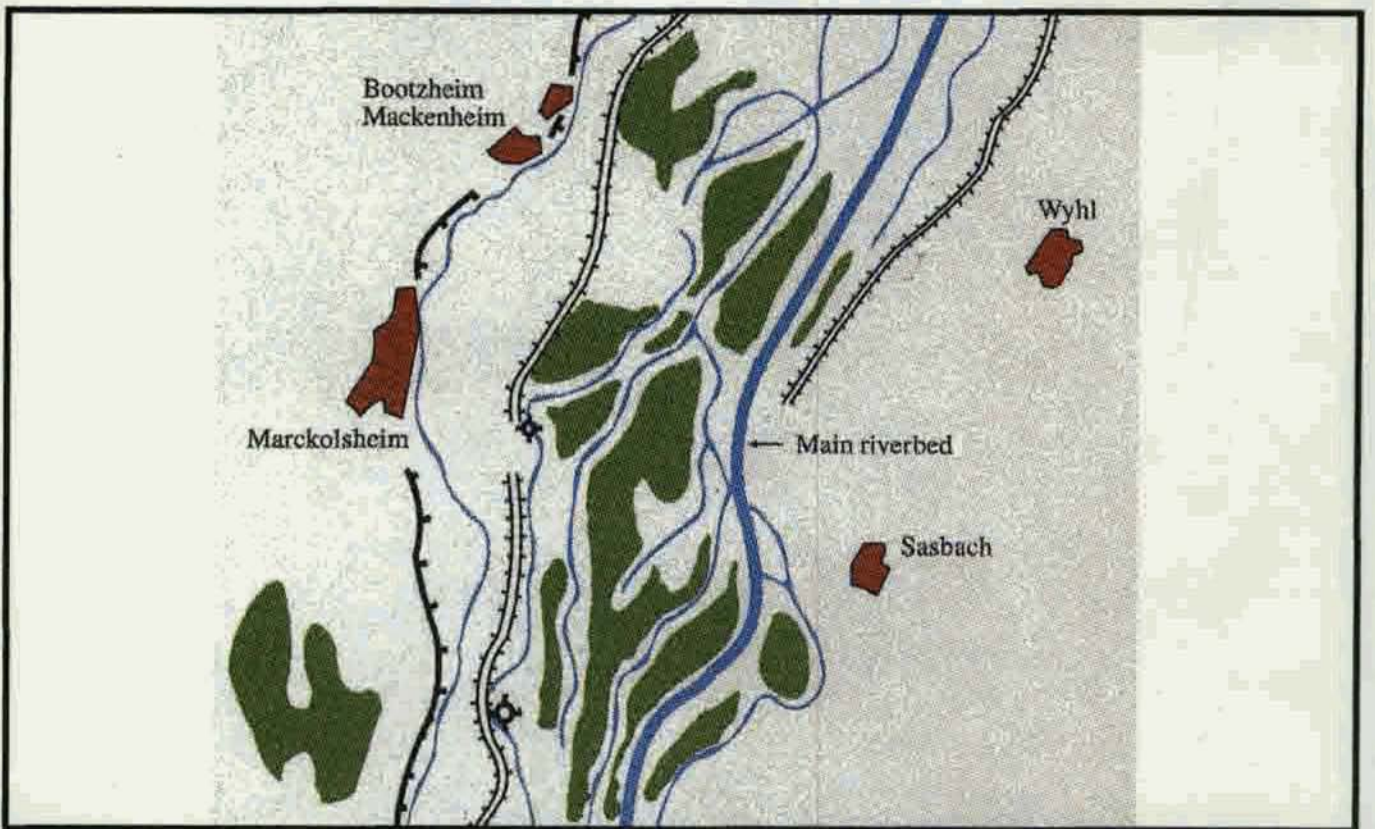 Bootzheim
Mackenheim
Wyhl
Marckolsheim
Main riverbed
Sasbach